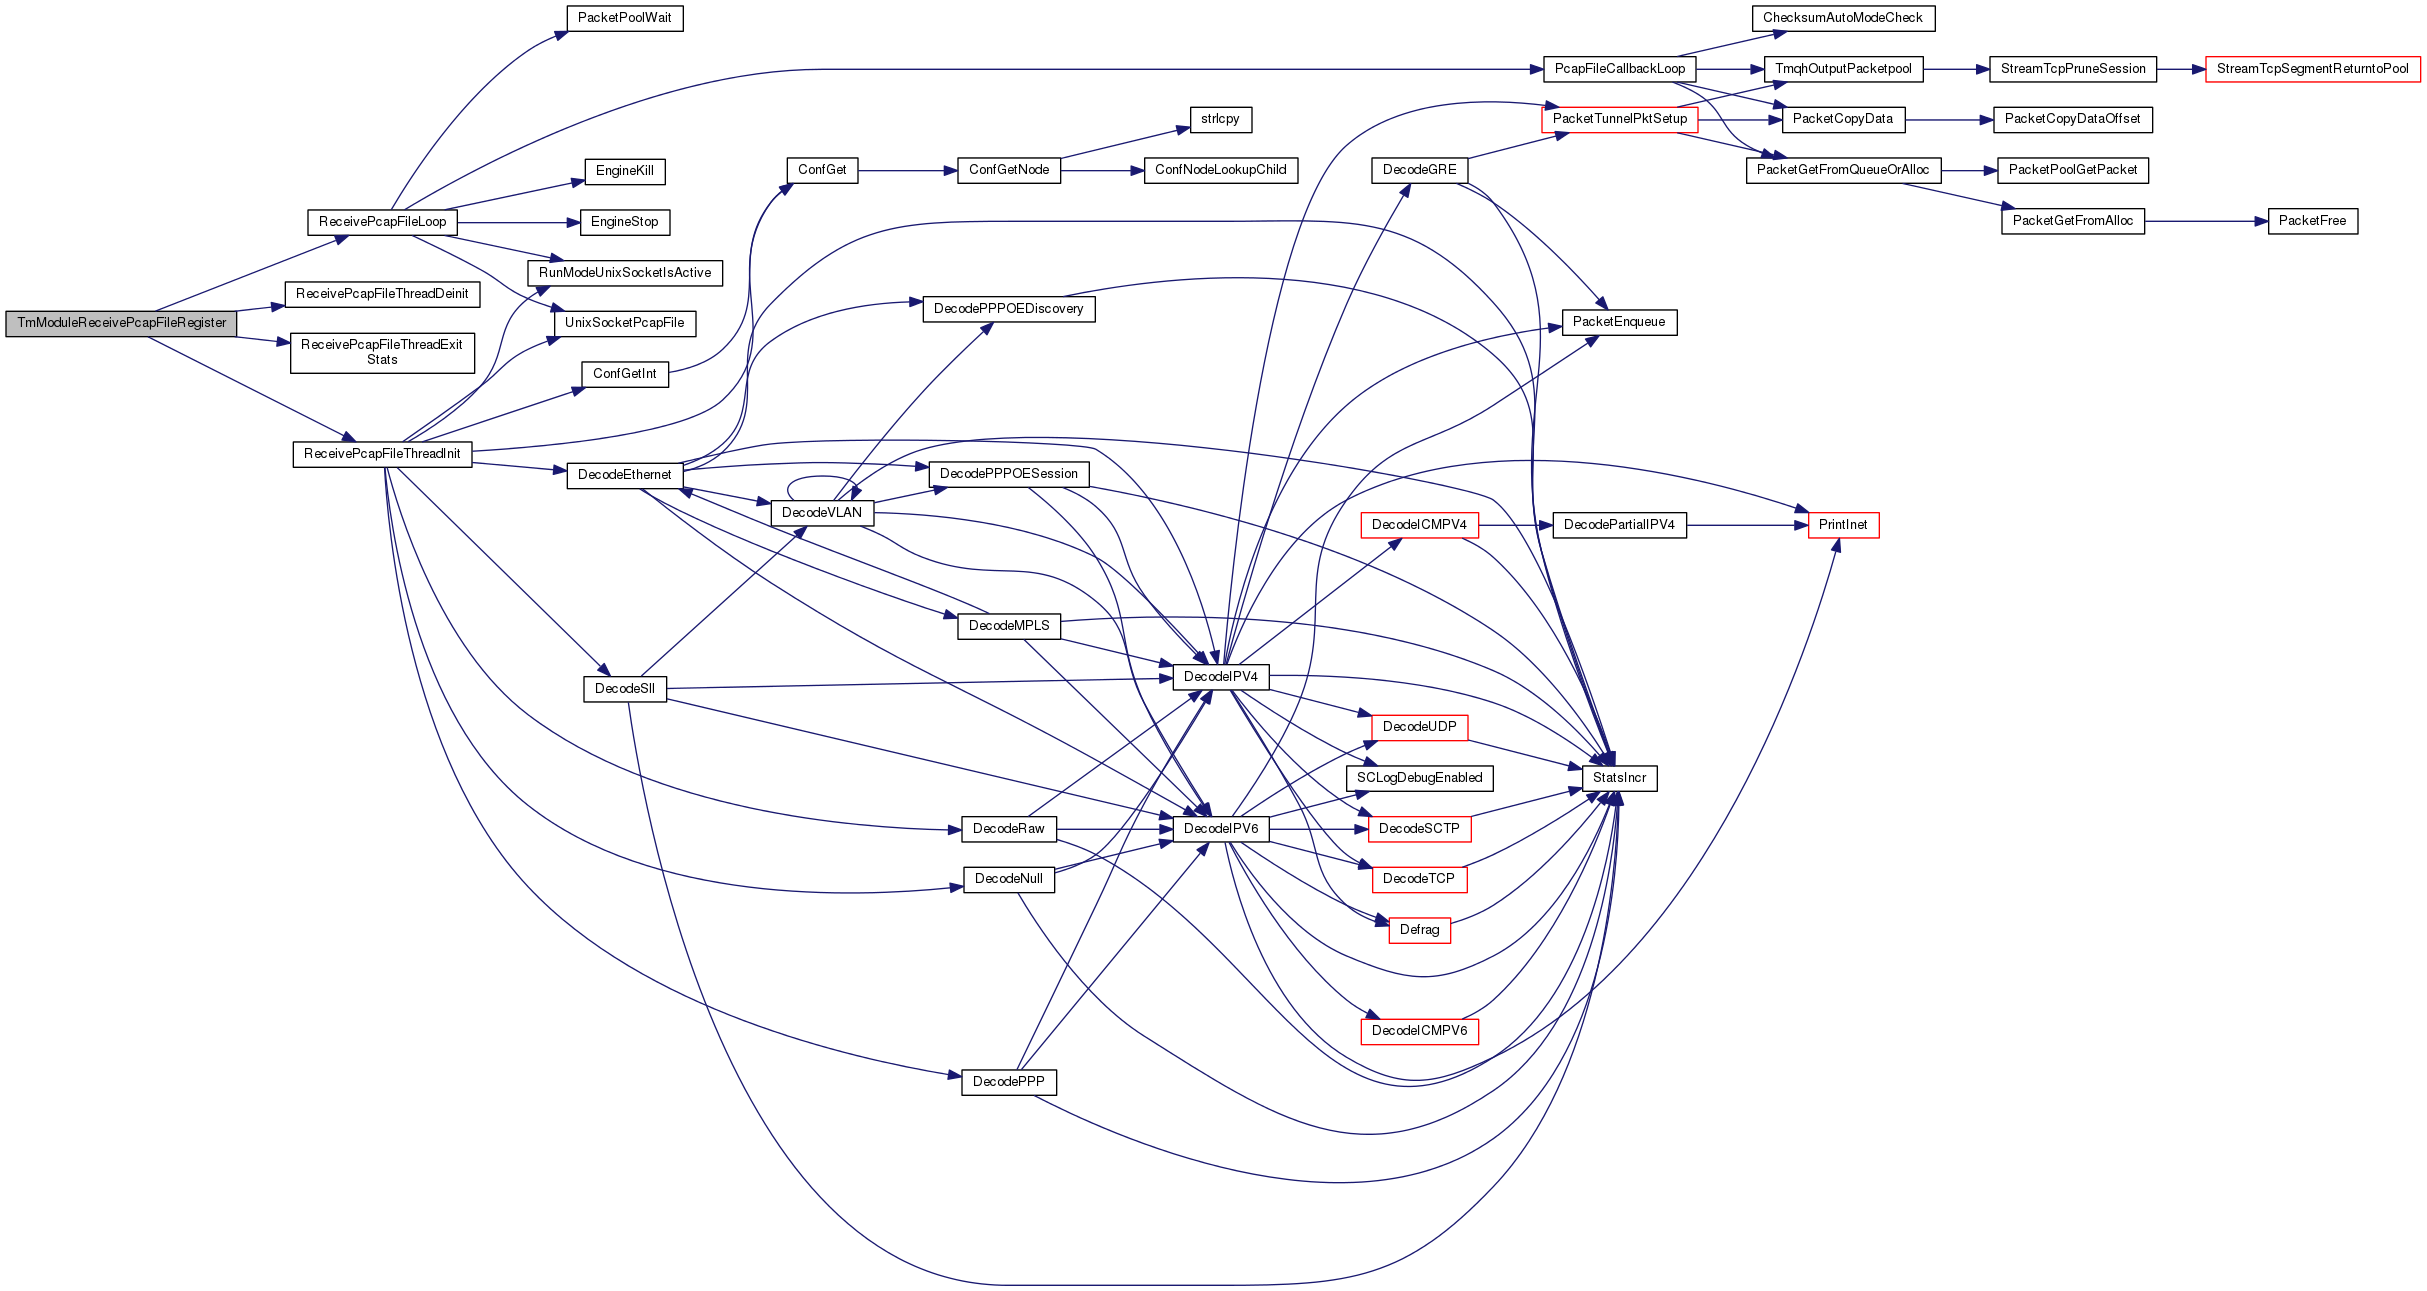 PacketPoolWait
ChecksumAutoModeCheck
PcapFileCallbackLoop
TmqhOutputPacketpool
StreamTcpPruneSession
StreamTcpSegmentReturntoPool
strlcpy
PacketTunnelPktSetup
PacketCopyData
PacketCopyDataOffset
EngineKill
ConfGet
ConfGetNode
ConfNodeLookupChild
DecodeGRE
PacketGetFromQueueOrAlloc
PacketPoolGetPacket
ReceivePcapFileLoop
EngineStop
PacketGetFromAlloc
PacketFree
RunModeUnixSocketIsActive
ReceivePcapFileThreadDeinit
DecodePPPOEDiscovery
TmModuleReceivePcapFileRegister
UnixSocketPcapFile
PacketEnqueue
ReceivePcapFileThreadExit
Stats
ConfGetInt
ReceivePcapFileThreadInit
DecodeEthernet
DecodePPPOESession
DecodeVLAN
DecodeICMPV4
DecodePartialIPV4
PrintInet
DecodeMPLS
DecodeSll
DecodeIPV4
DecodeUDP
SCLogDebugEnabled
StatsIncr
DecodeRaw
DecodeIPV6
DecodeSCTP
DecodeNull
DecodeTCP
Defrag
DecodeICMPV6
DecodePPP